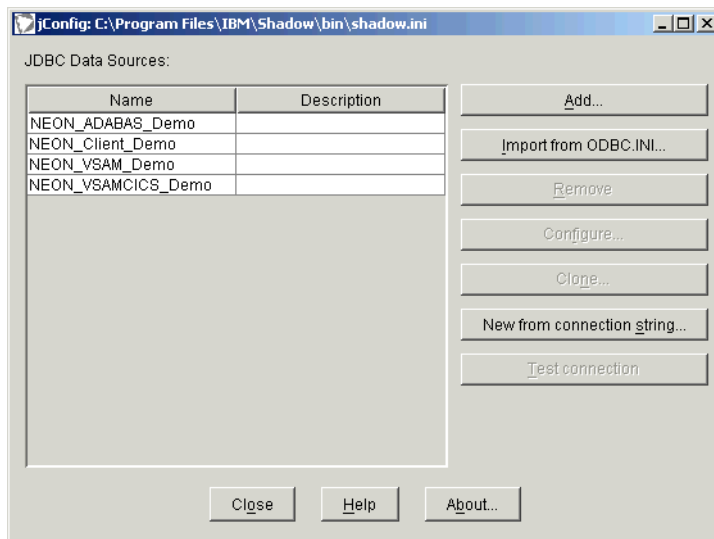 jConfig: C:\Program Files\IBM\Shadow\bin\shadow.ini
JDBC Data Sources:
Name Description
NEON_ADABAS_Demo
NEON_Client_Demo
NEON_VSAM_Demo
NEON_VSAMCICS_Demo
Add...
Import from ODBC.INI...
Remove
Configure...
Clone...
New from connection string...
Test connection
Close Help About...